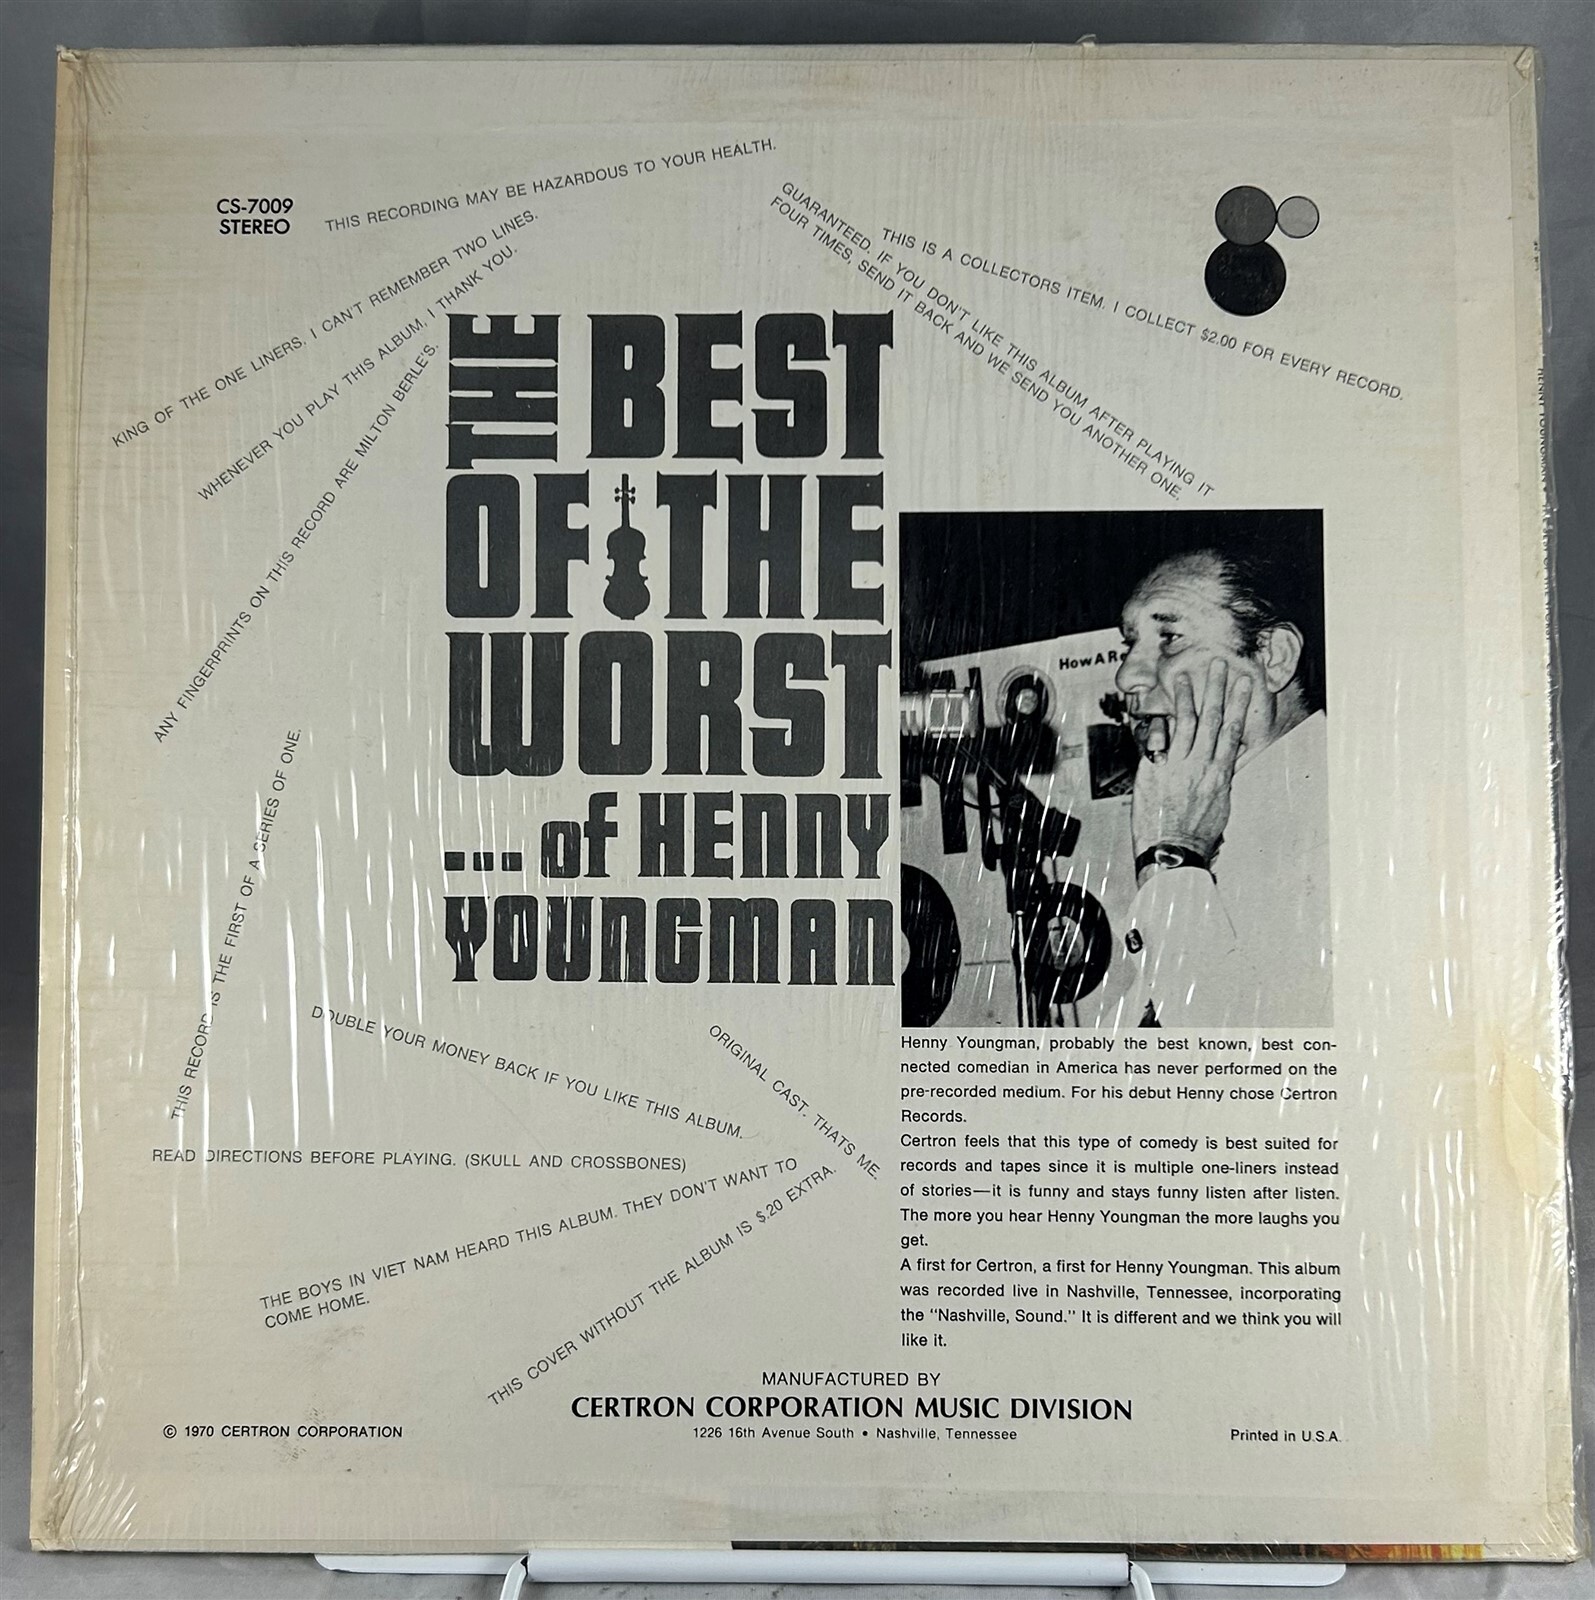 CS-7009
STEREO
THIS RECORDING MAY BE HAZARDOUS TO YOUR HEALTH.
KING OF THE ONE LINERS. I CAN'T REMEMBER TWO LINES.
WHENEVER YOU PLAY THIS ALBUM, I THANK YOU.
ANY FINGERPRINTS ON THIS RECORD ARE MILTON BERLE'S.
THIS IS A COLLECTORS ITEM. I COLLECT $2.00 FOR EVERY RECORD.
GUARANTEED. IF YOU DON'T LIKE THIS ALBUM AFTER PLAYING IT
FOUR TIMES, SEND IT BACK AND WE SEND YOU ANOTHER ONE.
THE BEST
OF THE
WORST
...of HENNY
YOUNGMAN
How A Re
THIS RECORD IS THE FIRST OF A SERIES OF ONE.
DOUBLE YOUR MONEY BACK IF YOU LIKE THIS ALBUM.
ORIGINAL CAST. THATS ME.
READ DIRECTIONS BEFORE PLAYING. (SKULL AND CROSSBONES)
THE BOYS IN VIET NAM HEARD THIS ALBUM. THEY DON'T WANT TO
COME HOME.
THIS COVER WITHOUT THE ALBUM IS $.20 EXTRA.
Henny Youngman, probably the best known, best con-
nected comedian in America has never performed on the
pre-recorded medium. For his debut Henny chose Certron
Records.
Certron feels that this type of comedy is best suited for
records and tapes since it is multiple one-liners instead
of stories—it is funny and stays funny listen after listen.
The more you hear Henny Youngman the more laughs you
get.
A first for Certron, a first for Henny Youngman. This album
was recorded live in Nashville, Tennessee, incorporating
the "Nashville, Sound." It is different and we think you will
like it.
MANUFACTURED BY
CERTRON CORPORATION MUSIC DIVISION
1226 16th Avenue South • Nashville, Tennessee
© 1970 CERTRON CORPORATION
Printed in U.S.A.